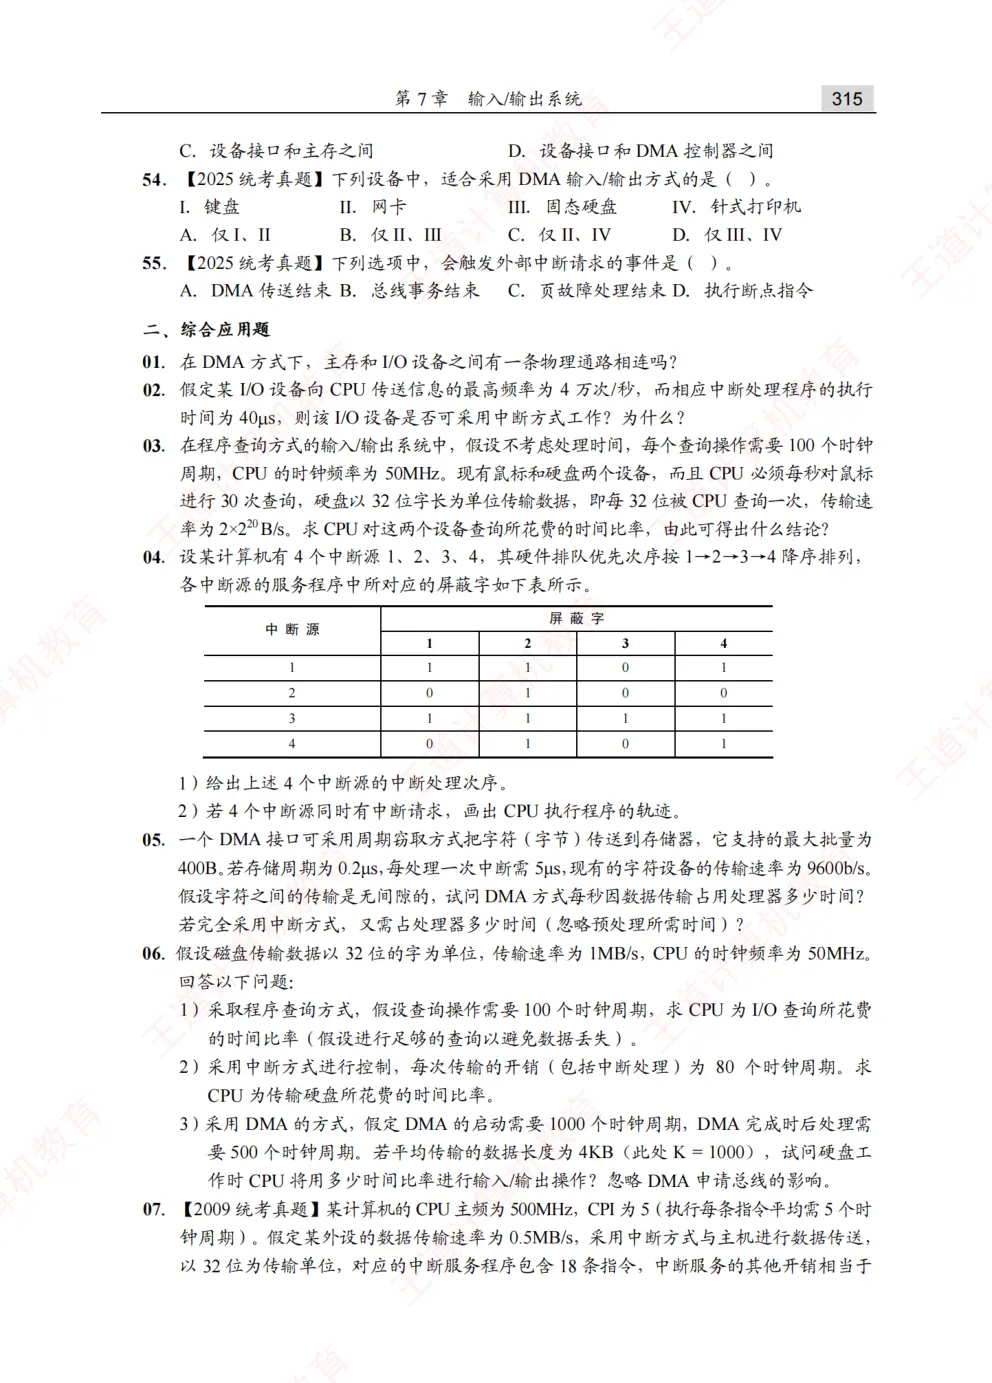 第 7 章 输入/输出系统 315
C. 设备接口和主存之间 D. 设备接口和 DMA 控制器之间
54. 【2025 统考真题】下列设备中，适合采用 DMA 输入/输出方式的是（ ）。
I. 键盘 II. 网卡 III. 固态硬盘 IV. 针式打印机
A. 仅 I、II B. 仅 II、III C. 仅 II、IV D. 仅 III、IV
55. 【2025 统考真题】下列选项中，会触发外部中断请求的事件是（ ）。
A. DMA 传送结束 B. 总线事务结束 C. 页故障处理结束 D. 执行断点指令
二、综合应用题
01. 在 DMA 方式下，主存和 I/O 设备之间有一条物理通路相连吗？
02. 假定某 I/O 设备向 CPU 传送信息的最高频率为 4 万次/秒，而相应中断处理程序的执行
时间为 40μs，则该 I/O 设备是否可采用中断方式工作？为什么？
03. 在程序查询方式的输入/输出系统中，假设不考虑处理时间，每个查询操作需要 100 个时钟
周期，CPU 的时钟频率为 50MHz。现有鼠标和硬盘两个设备，而且 CPU 必须每秒对鼠标
进行 30 次查询，硬盘以 32 位字长为单位传输数据，即每 32 位被 CPU 查询一次，传输速
率为 2×2²⁰B/s。求 CPU 对这两个设备查询所花费的时间比率，由此可得出什么结论？
04. 设某计算机有 4 个中断源 1、2、3、4，其硬件排队优先次序按 1→2→3→4 降序排列，
各中断源的服务程序中所对应的屏蔽字如下表所示。
中 断 源 屏 蔽 字
1 2 3 4
1 1 1 0 1
2 0 1 0 0
3 1 1 1 1
4 0 1 0 1
1）给出上述 4 个中断源的中断处理次序。
2）若 4 个中断源同时有中断请求，画出 CPU 执行程序的轨迹。
05. 一个 DMA 接口可采用周期窃取方式把字符（字节）传送到存储器，它支持的最大批量为
400B。若存储周期为 0.2μs，每处理一次中断需 5μs，现有的字符设备的传输速率为 9600b/s。
假设字符之间的传输是无间隙的，试问 DMA 方式每秒因数据传输占用处理器多少时间？
若完全采用中断方式，又需占处理器多少时间（忽略预处理所需时间）？
06. 假设磁盘传输数据以 32 位的字为单位，传输速率为 1MB/s，CPU 的时钟频率为 50MHz。
回答以下问题：
1）采取程序查询方式，假设查询操作需要 100 个时钟周期，求 CPU 为 I/O 查询所花费
的时间比率（假设进行足够的查询以避免数据丢失）。
2）采用中断方式进行控制，每次传输的开销（包括中断处理）为 80 个时钟周期。求
CPU 为传输硬盘所花费的时间比率。
3）采用 DMA 的方式，假定 DMA 的启动需要 1000 个时钟周期，DMA 完成时后处理需
要 500 个时钟周期。若平均传输的数据长度为 4KB（此处 K = 1000），试问硬盘工
作时 CPU 将用多少时间比率进行输入/输出操作？忽略 DMA 申请总线的影响。
07. 【2009 统考真题】某计算机的 CPU 主频为 500MHz，CPI 为 5（执行每条指令平均需 5 个时
钟周期）。假定某外设的数据传输速率为 0.5MB/s，采用中断方式与主机进行数据传送，
以 32 位为传输单位，对应的中断服务程序包含 18 条指令，中断服务的其他开销相当于